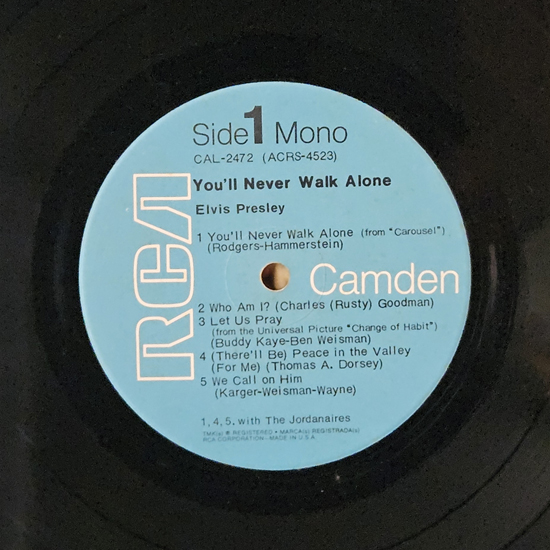 Side 1 Mono
CAL-2472 (ACRS-4523)
You'll Never Walk Alone
Elvis Presley
1 You'll Never Walk Alone (from "Carousel")
(Rodgers-Hammerstein)
RCA
Camden
2 Who Am I? (Charles (Rusty) Goodman)
3 Let Us Pray
(from the Universal Picture "Change of Habit")
(Buddy Kaye-Ben Weisman)
4 (There'll Be) Peace in the Valley
(For Me) (Thomas A. Dorsey)
5 We Call on Him
(Karger-Weisman-Wayne)
1, 4, 5, with The Jordanaires
TMK(s) ® REGISTERED • MARCA(s) REGISTRADA(s)
RCA CORPORATION - MADE IN U.S.A.